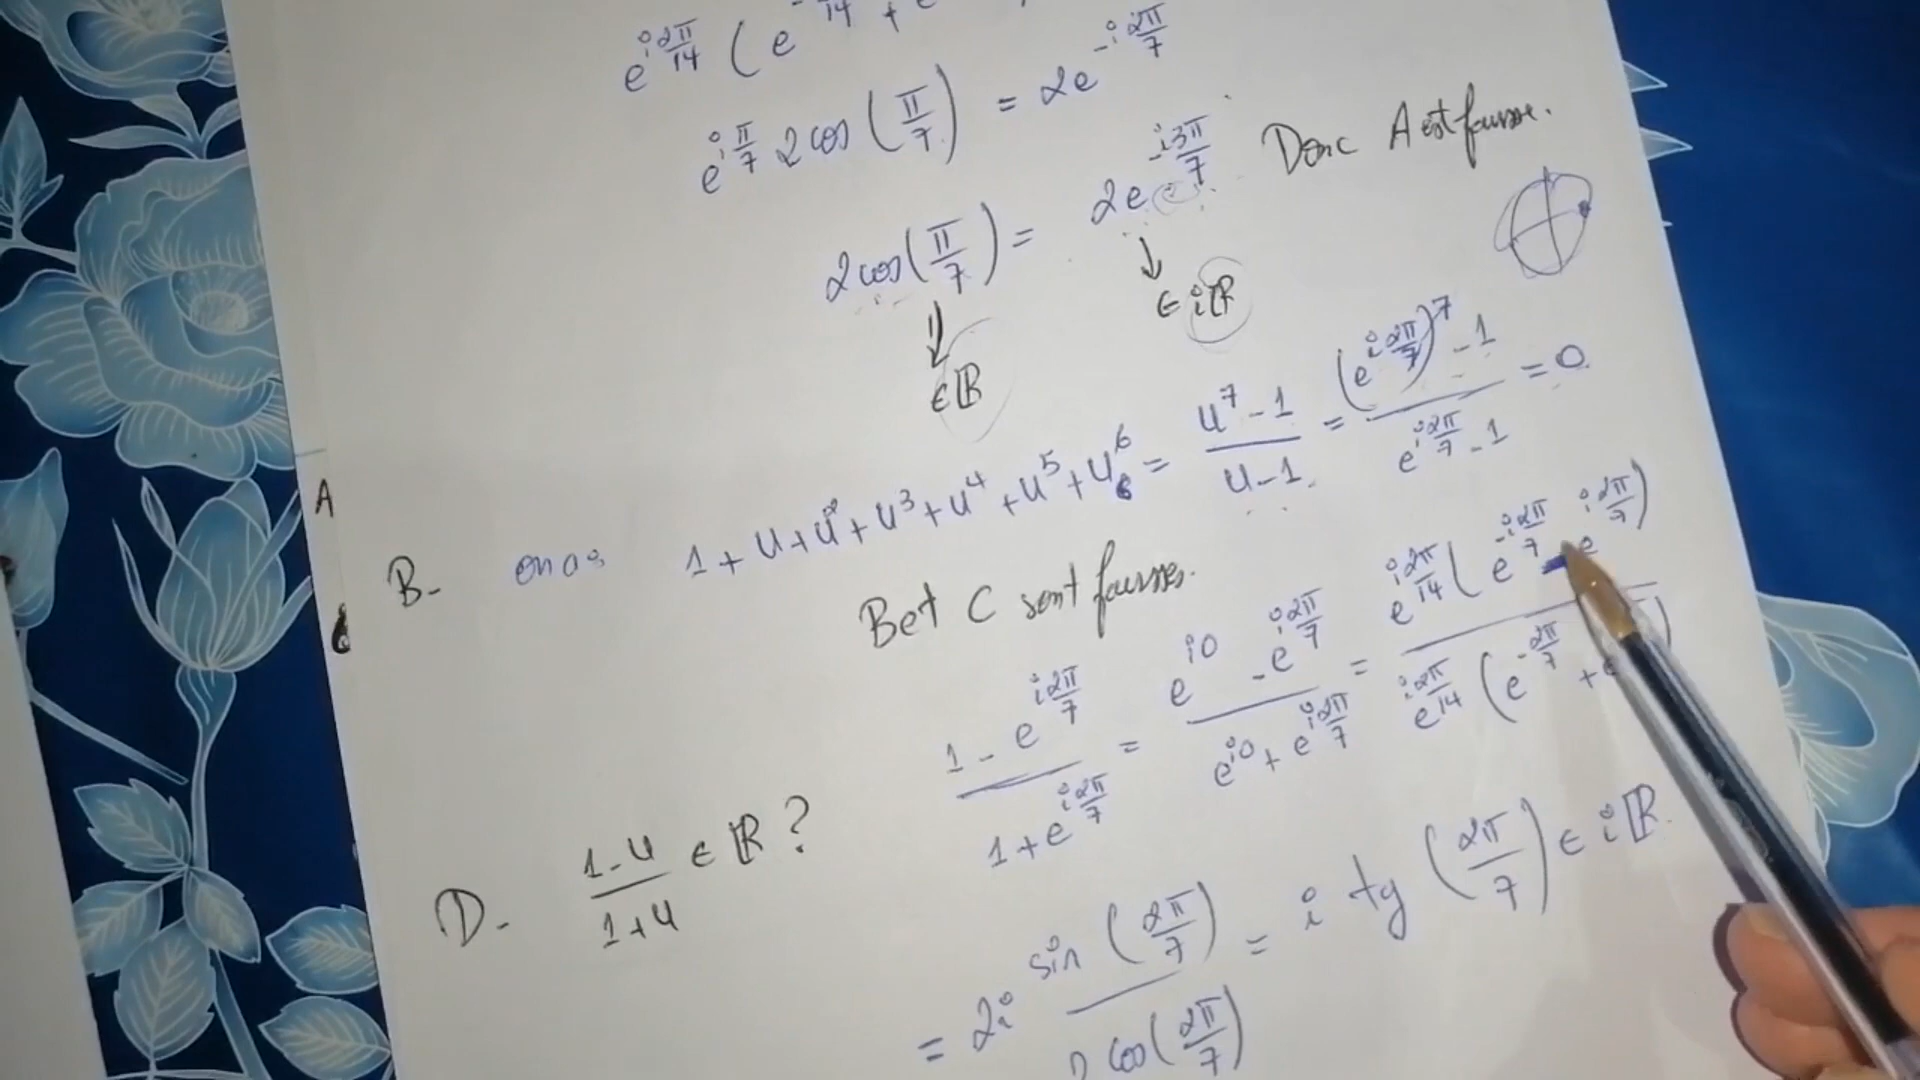 e^{i2π/14} ( e^{-
e^{iπ/7} 2cos(π/7) = 2e^{-i2π/7}
2cos(π/7) = 2e^{-i3π/7} Donc A est fausse.
∈ℝ ∈ iℝ
A
B- on as 1+u+u²+u³+u⁴+u⁵+u⁶ = (u⁷-1)/(u-1) = ((e^{i2π/7})^7 - 1)/(e^{i2π/7} - 1) = 0
B et C sont fausses.
D- (1-u)/(1+u) ∈ ℝ ? (1-e^{i2π/7})/(1+e^{i2π/7}) = (e^{i0} - e^{i2π/7})/(e^{i0} + e^{i2π/7}) = e^{i2π/14}( e^{-i2π/7} - e^{i2π/7})/e^{i2π/14}( e^{-2π/7} + e )
= 2i sin(2π/7)/2cos(2π/7) = i tg(2π/7) ∈ iℝ.